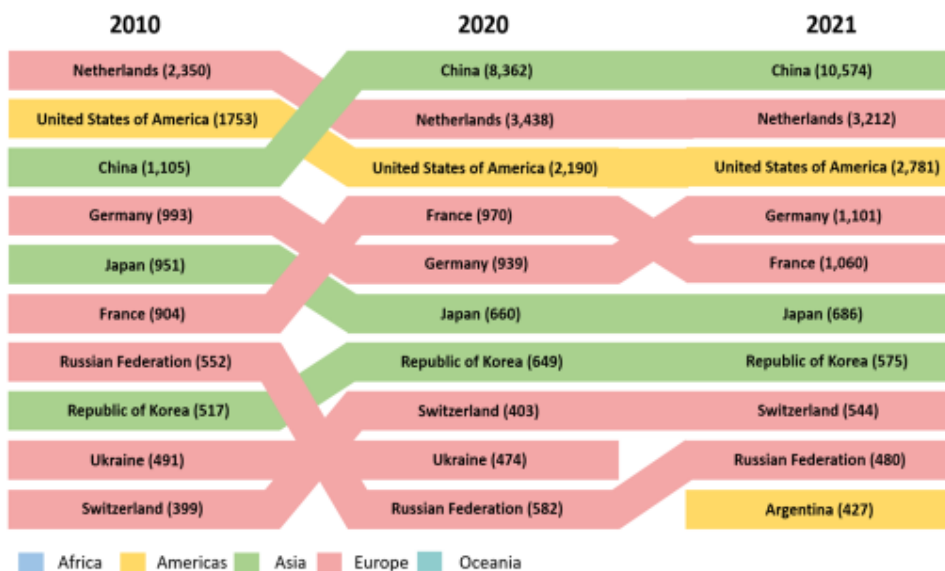 2010 2020 2021
Netherlands (2,350) China (8,362) China (10,574)
United States of America (1753) Netherlands (3,438) Netherlands (3,212)
China (1,105) United States of America (2,190) United States of America (2,781)
Germany (993) France (970) Germany (1,101)
Japan (951) Germany (939) France (1,060)
France (904) Japan (660) Japan (686)
Russian Federation (552) Republic of Korea (649) Republic of Korea (575)
Republic of Korea (517) Switzerland (403) Switzerland (544)
Ukraine (491) Ukraine (474) Russian Federation (480)
Switzerland (399) Russian Federation (582) Argentina (427)
Africa Americas Asia Europe Oceania